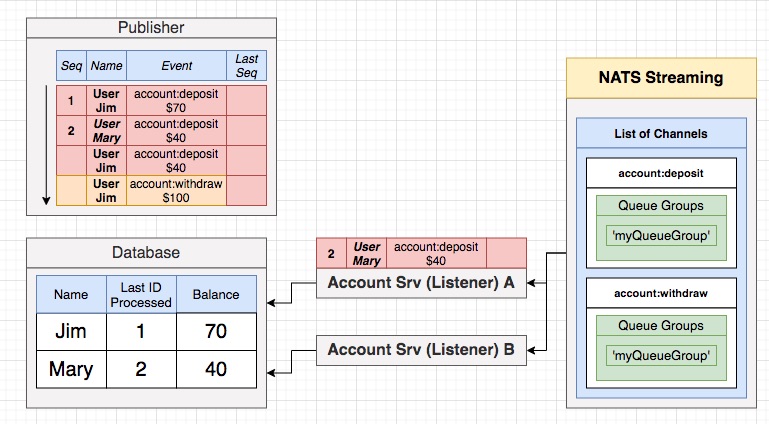 Publisher
Seq Name Event Last
Seq
1 User
Jim account:deposit
$70
2 User
Mary account:deposit
$40
User
Jim account:deposit
$40
User
Jim account:withdraw
$100
NATS Streaming
List of Channels
account:deposit
Queue Groups
'myQueueGroup'
account:withdraw
Queue Groups
'myQueueGroup'
2 User
Mary account:deposit
$40
Account Srv (Listener) A
Account Srv (Listener) B
Database
Name Last ID
Processed Balance
Jim 1 70
Mary 2 40